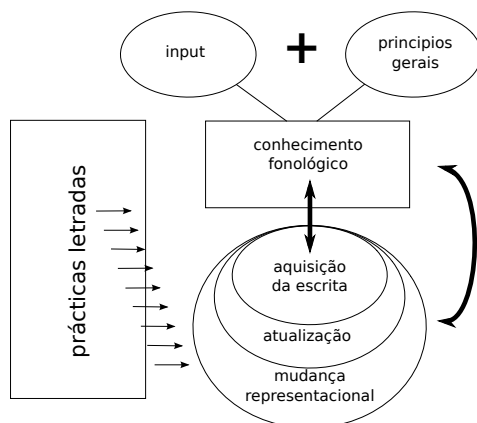 input
+
principios
gerais
conhecimento
fonológico
prácticas letradas
aquisição
da escrita
atualização
mudança
representacional